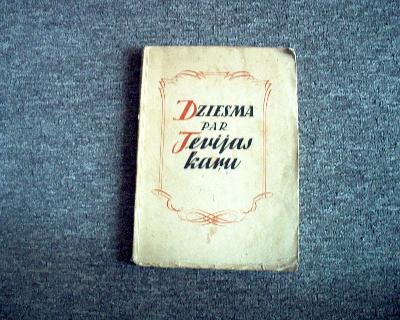 DZIESMA
PAR
Tevijas
karu